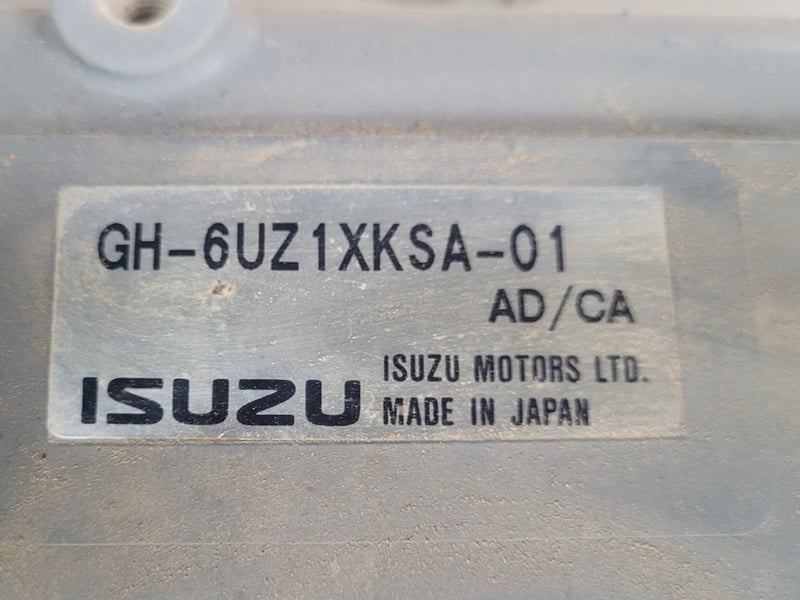 GH-6UZ1XKSA-01
AD/CA
ISUZU
ISUZU MOTORS LTD.
MADE IN JAPAN